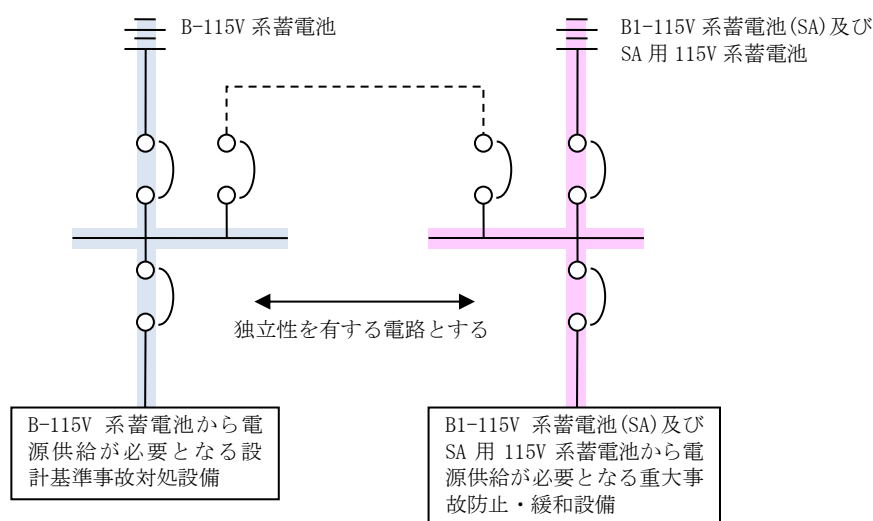 B-115V 系蓄電池
B1-115V 系蓄電池(SA)及び
SA 用 115V 系蓄電池
独立性を有する電路とする
B-115V 系蓄電池から電
源供給が必要となる設
計基準事故対処設備
B1-115V 系蓄電池(SA)及び
SA 用 115V 系蓄電池から電
源供給が必要となる重大事
故防止・緩和設備